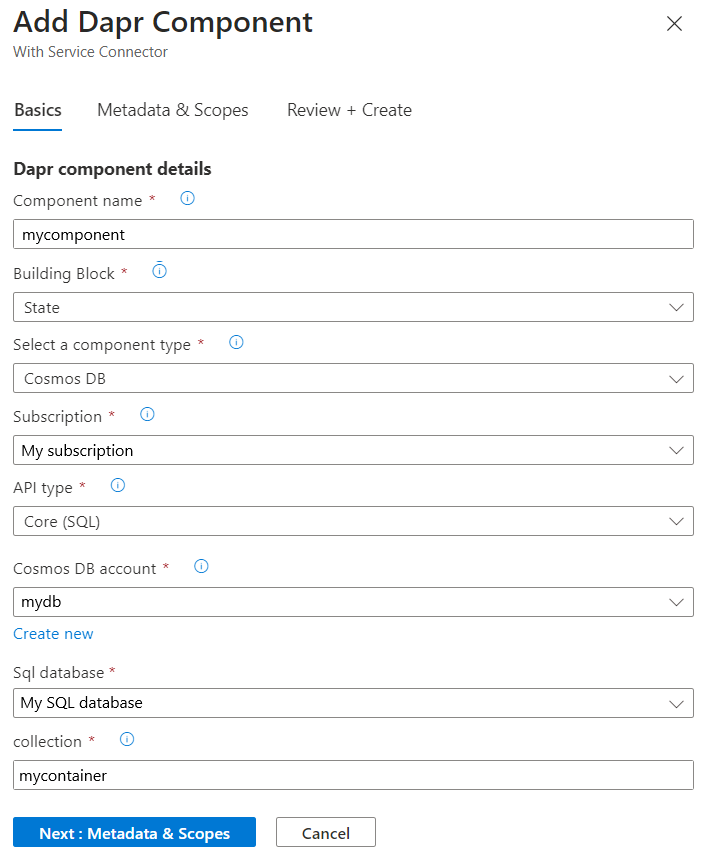 Add Dapr Component
With Service Connector
Basics Metadata & Scopes Review + Create
Dapr component details
Component name *
mycomponent
Building Block *
State
Select a component type *
Cosmos DB
Subscription *
My subscription
API type *
Core (SQL)
Cosmos DB account *
mydb
Create new
Sql database *
My SQL database
collection *
mycontainer
Next : Metadata & Scopes Cancel